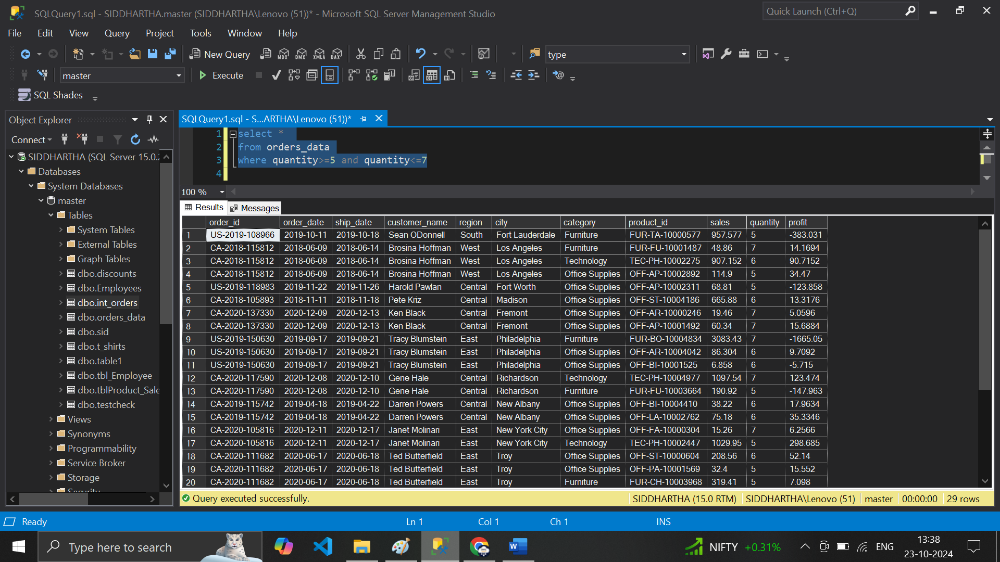 SQLQuery1.sql - SIDDHARTHA.master (SIDDHARTHA\Lenovo (51))* - Microsoft SQL Server Management Studio
Quick Launch (Ctrl+Q)
File Edit View Query Project Tools Window Help
New Query MDX DMX XMLA DAX type
master Execute
SQL Shades
Object Explorer
Connect
SIDDHARTHA (SQL Server 15.0.
Databases
System Databases
master
Tables
System Tables
External Tables
Graph Tables
dbo.discounts
dbo.Employees
dbo.int_orders
dbo.orders_data
dbo.sid
dbo.t_shirts
dbo.table1
dbo.tbl_Employee
dbo.tblProduct_Sale
dbo.testcheck
Views
Synonyms
Programmability
Service Broker
Storage
Security
SQLQuery1.sql - S...ARTHA\Lenovo (51))*
1 select *
2 from orders_data
3 where quantity>=5 and quantity<=7
4
100 %
Results Messages
order_id order_date ship_date customer_name region city category product_id sales quantity profit
1 US-2019-108966 2019-10-11 2019-10-18 Sean ODonnell South Fort Lauderdale Furniture FUR-TA-10000577 957.577 5 -383.031
2 CA-2018-115812 2018-06-09 2018-06-14 Brosina Hoffman West Los Angeles Furniture FUR-FU-10001487 48.86 7 14.1694
3 CA-2018-115812 2018-06-09 2018-06-14 Brosina Hoffman West Los Angeles Technology TEC-PH-10002275 907.152 6 90.7152
4 CA-2018-115812 2018-06-09 2018-06-14 Brosina Hoffman West Los Angeles Office Supplies OFF-AP-10002892 114.9 5 34.47
5 US-2019-118983 2019-11-22 2019-11-26 Harold Pawlan Central Fort Worth Office Supplies OFF-AP-10002311 68.81 5 -123.858
6 CA-2018-105893 2018-11-11 2018-11-18 Pete Kriz Central Madison Office Supplies OFF-ST-10004186 665.88 6 13.3176
7 CA-2020-137330 2020-12-09 2020-12-13 Ken Black Central Fremont Office Supplies OFF-AR-10000246 19.46 7 5.0596
8 CA-2020-137330 2020-12-09 2020-12-13 Ken Black Central Fremont Office Supplies OFF-AP-10001492 60.34 7 15.6884
9 US-2019-150630 2019-09-17 2019-09-21 Tracy Blumstein East Philadelphia Furniture FUR-BO-10004834 3083.43 7 -1665.05
10 US-2019-150630 2019-09-17 2019-09-21 Tracy Blumstein East Philadelphia Office Supplies OFF-AR-10004042 86.304 6 9.7092
11 US-2019-150630 2019-09-17 2019-09-21 Tracy Blumstein East Philadelphia Office Supplies OFF-BI-10001525 6.858 6 -5.715
12 CA-2020-117590 2020-12-08 2020-12-10 Gene Hale Central Richardson Technology TEC-PH-10004977 1097.54 7 123.474
13 CA-2020-117590 2020-12-08 2020-12-10 Gene Hale Central Richardson Furniture FUR-FU-10003664 190.92 5 -147.963
14 CA-2019-115742 2019-04-18 2019-04-22 Darren Powers Central New Albany Office Supplies OFF-BI-10004410 38.22 6 17.9634
15 CA-2019-115742 2019-04-18 2019-04-22 Darren Powers Central New Albany Office Supplies OFF-LA-10002762 75.18 6 35.3346
16 CA-2020-105816 2020-12-11 2020-12-17 Janet Molinari East New York City Office Supplies OFF-FA-10000304 15.26 7 6.2566
17 CA-2020-105816 2020-12-11 2020-12-17 Janet Molinari East New York City Technology TEC-PH-10002447 1029.95 5 298.685
18 CA-2020-111682 2020-06-17 2020-06-18 Ted Butterfield East Troy Office Supplies OFF-ST-10000604 208.56 6 52.14
19 CA-2020-111682 2020-06-17 2020-06-18 Ted Butterfield East Troy Office Supplies OFF-PA-10001569 32.4 5 15.552
20 CA-2020-111682 2020-06-17 2020-06-18 Ted Butterfield East Troy Furniture FUR-CH-10003968 319.41 5 7.098
Query executed successfully. SIDDHARTHA (15.0 RTM) SIDDHARTHA\Lenovo (51) master 00:00:00 29 rows
Ready Ln 1 Col 1 Ch 1 INS
Type here to search NIFTY +0.31% ENG 13:38
23-10-2024